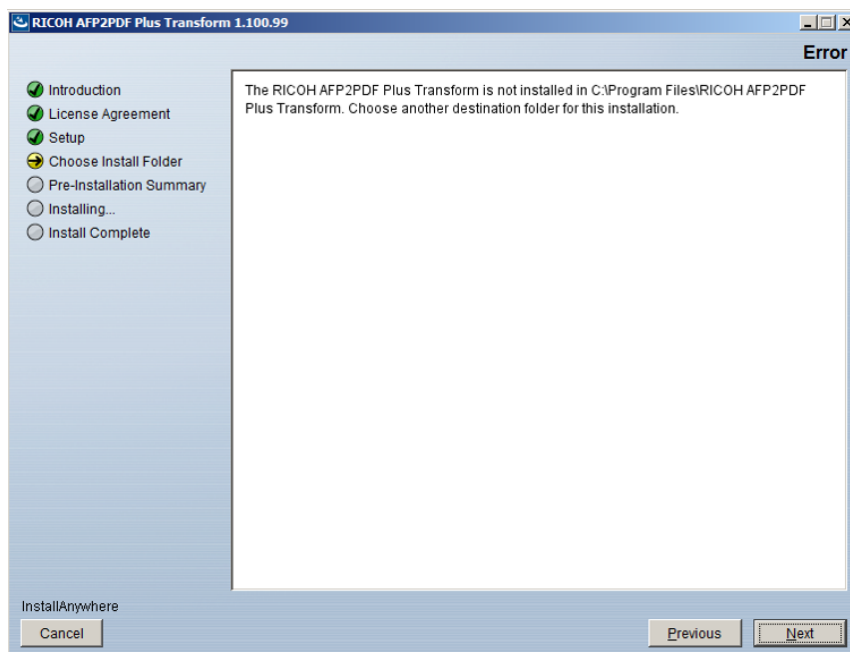 RICOH AFP2PDF Plus Transform 1.100.99
Error
Introduction
License Agreement
Setup
Choose Install Folder
Pre-Installation Summary
Installing...
Install Complete
The RICOH AFP2PDF Plus Transform is not installed in C:\Program Files\RICOH AFP2PDF
Plus Transform. Choose another destination folder for this installation.
InstallAnywhere
Cancel
Previous
Next